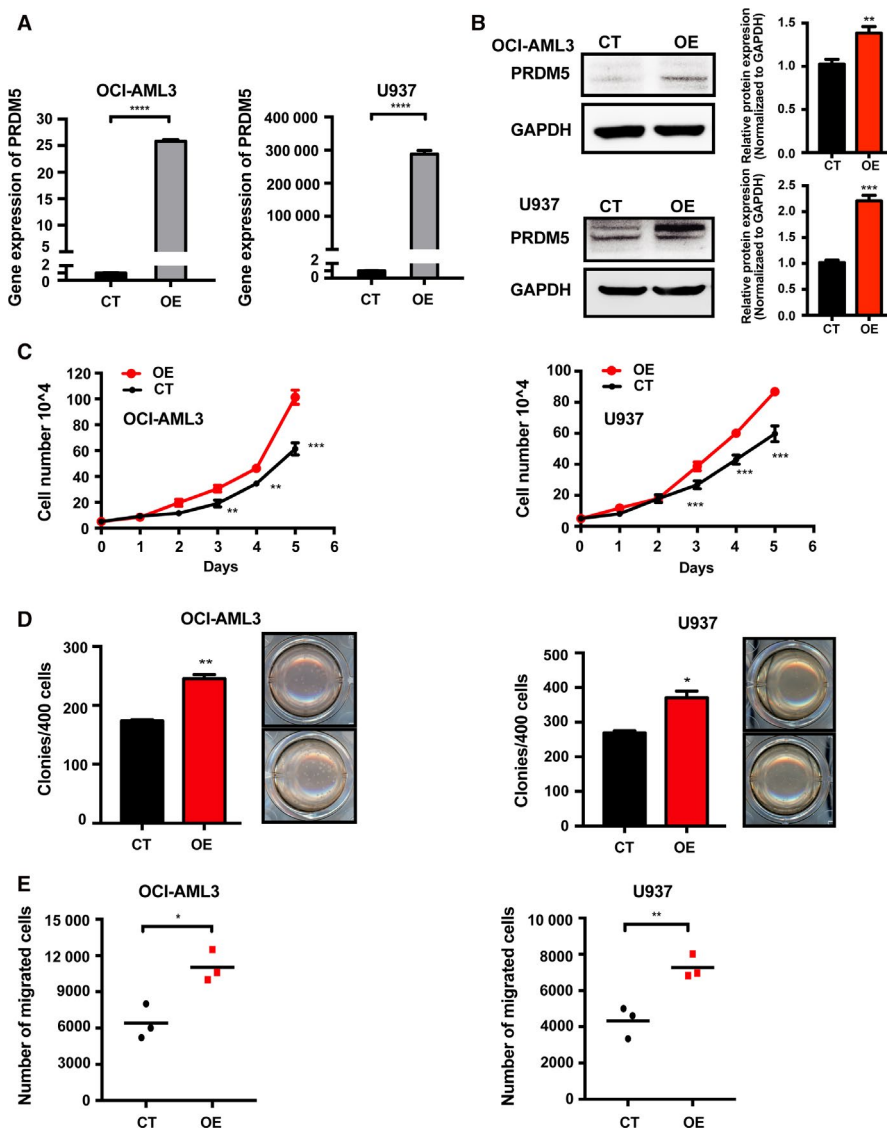 A
OCI-AML3
****
Gene expression of PRDM5
30
25
20
15
10
5
2
1
0
CT OE
U937
****
Gene expression of PRDM5
400 000
300 000
200 000
100 000
2
1
0
CT OE
B
OCI-AML3
CT OE
PRDM5
GAPDH
Relative protein expression
(Normalizaed to GAPDH)
1.5
1.0
0.5
0.0
**
CT OE
U937
CT OE
PRDM5
GAPDH
Relative protein expression
(Normalizaed to GAPDH)
2.5
2.0
1.5
1.0
0.5
0.0
***
CT OE
C
OE
CT
OCI-AML3
Cell number 10^4
120
100
80
60
40
20
0
**
**
***
0 1 2 3 4 5 6
Days
OE
CT
U937
Cell number 10^4
100
80
60
40
20
0
***
***
***
0 1 2 3 4 5 6
Days
D
OCI-AML3
Clonies/400 cells
300
200
100
0
**
CT OE
U937
Clonies/400 cells
500
400
300
200
100
0
*
CT OE
E
OCI-AML3
Number of migrated cells
15 000
12 000
9000
6000
3000
0
*
CT OE
U937
Number of migrated cells
10 000
8000
6000
4000
2000
0
**
CT OE